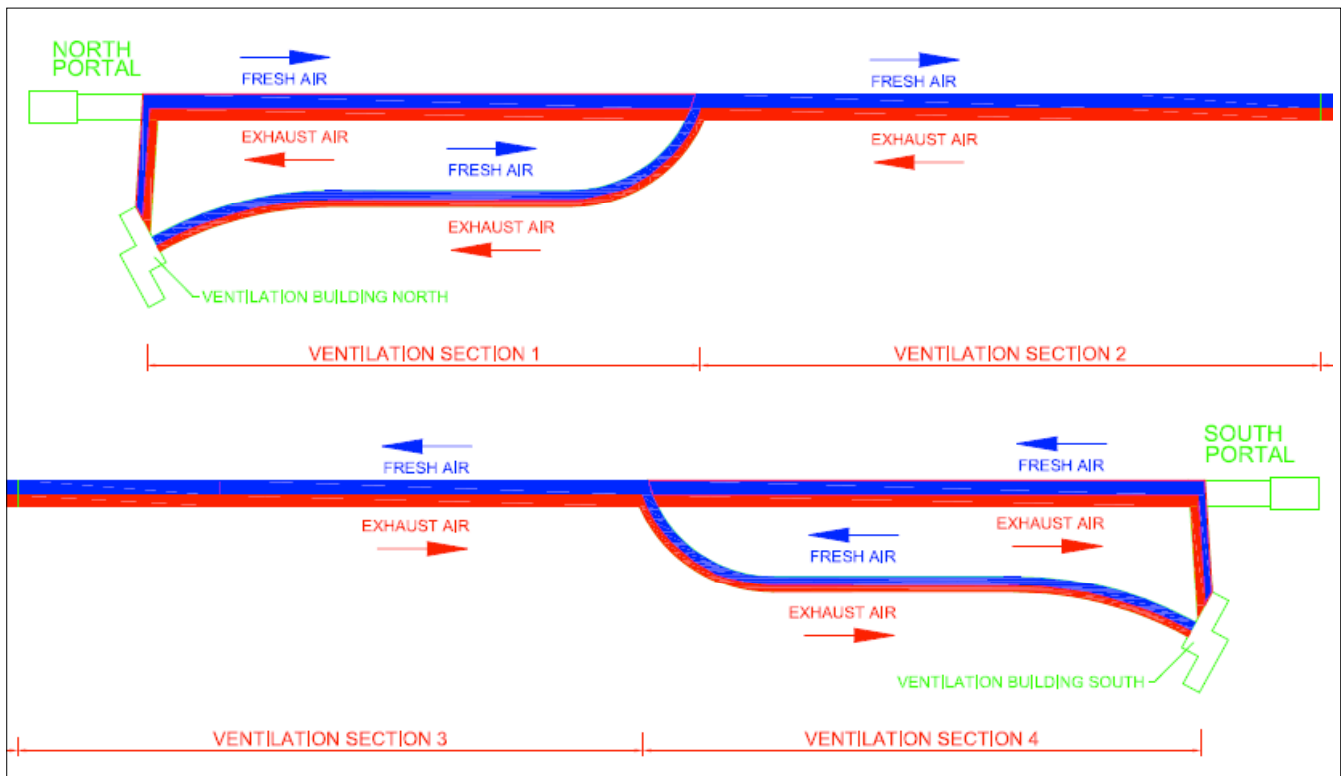 NORTH
PORTAL
FRESH AIR
FRESH AIR
EXHAUST AIR
FRESH AIR
EXHAUST AIR
EXHAUST AIR
VENTILATION BUILDING NORTH
VENTILATION SECTION 1
VENTILATION SECTION 2
SOUTH
PORTAL
FRESH AIR
FRESH AIR
EXHAUST AIR
EXHAUST AIR
FRESH AIR
EXHAUST AIR
VENTILATION BUILDING SOUTH
VENTILATION SECTION 3
VENTILATION SECTION 4